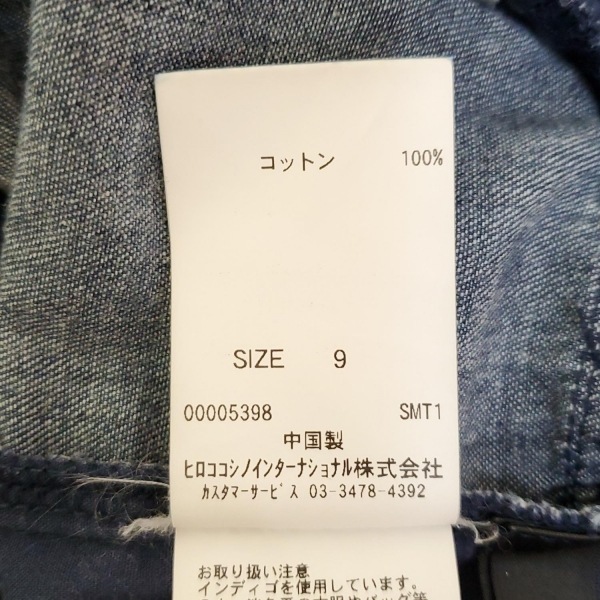 コットン 100%
SIZE 9
00005398 SMT1
中国製
ﾋﾛｺｺｼﾉｲﾝﾀｰﾅｼｮﾅﾙ株式会社
ｶｽﾀﾏｰｻｰﾋﾞｽ 03-3478-4392
お取り扱い注意
インディゴを使用しています。